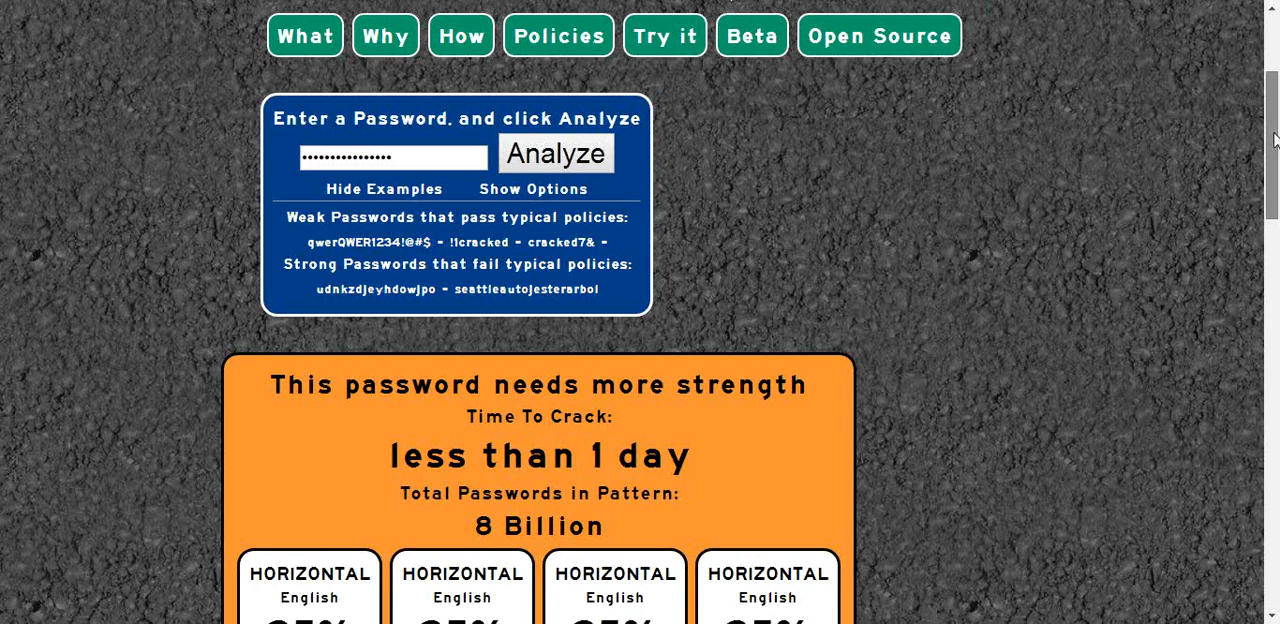 What Why How Policies Try it Beta Open Source
Enter a Password, and click Analyze
•••••••••••••••• Analyze
Hide Examples Show Options
Weak Passwords that pass typical policies:
qwerQWER1234!@#$ - !1cracked - cracked7& -
Strong Passwords that fail typical policies:
udnkzdjeyhdowjpo - seattleautojesterarbol
This password needs more strength
Time To Crack:
less than 1 day
Total Passwords in Pattern:
8 Billion
HORIZONTAL HORIZONTAL HORIZONTAL HORIZONTAL
English English English English